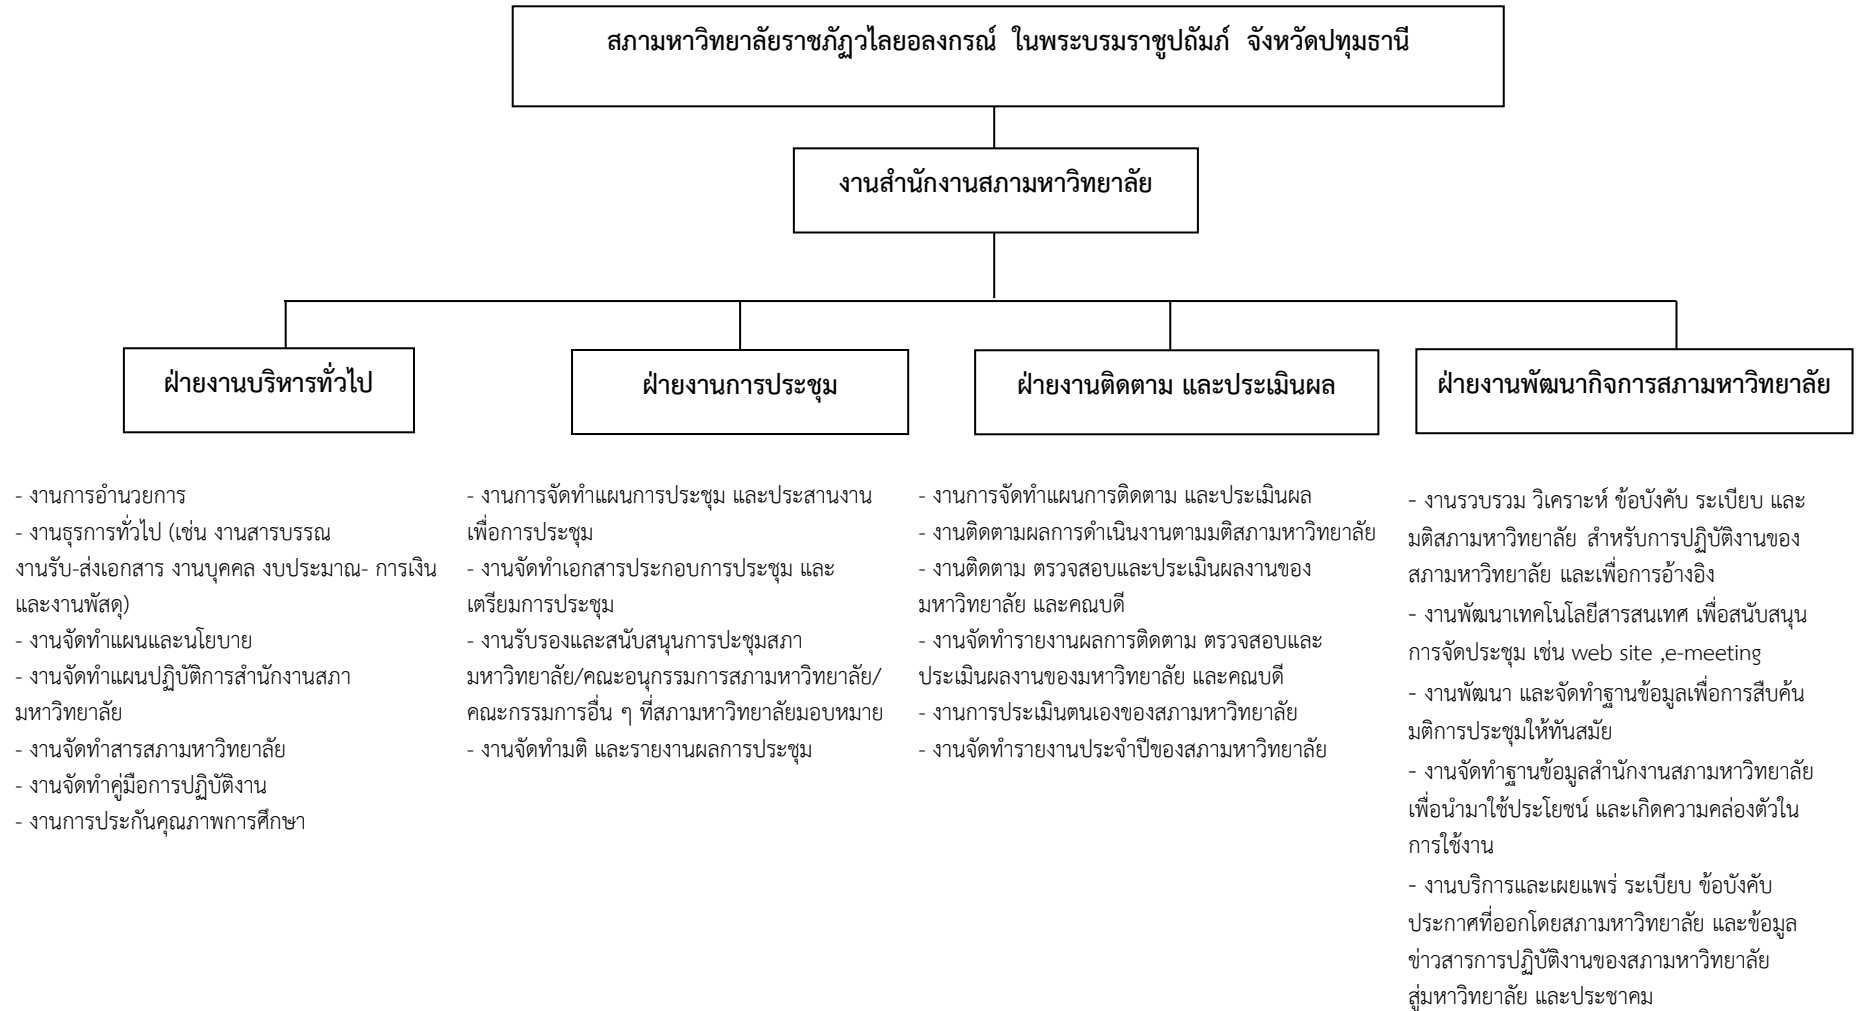 สภามหาวิทยาลัยราชภัฏวไลยอลงกรณ์ ในพระบรมราชูปถัมภ์ จังหวัดปทุมธานี
งานสำนักงานสภามหาวิทยาลัย
ฝ่ายงานบริหารทั่วไป
- งานการอำนวยการ
- งานธุรการทั่วไป (เช่น งานสารบรรณ
งานรับ-ส่งเอกสาร งานบุคคล งบประมาณ- การเงิน
และงานพัสดุ)
- งานจัดทำแผนและนโยบาย
- งานจัดทำแผนปฏิบัติการสำนักงานสภา
มหาวิทยาลัย
- งานจัดทำสารสภามหาวิทยาลัย
- งานจัดทำคู่มือการปฏิบัติงาน
- งานการประกันคุณภาพการศึกษา
ฝ่ายงานการประชุม
- งานการจัดทำแผนการประชุม และประสานงาน
เพื่อการประชุม
- งานจัดทำเอกสารประกอบการประชุม และ
เตรียมการประชุม
- งานรับรองและสนับสนุนการปะชุมสภา
มหาวิทยาลัย/คณะอนุกรรมการสภามหาวิทยาลัย/
คณะกรรมการอื่น ๆ ที่สภามหาวิทยาลัยมอบหมาย
- งานจัดทำมติ และรายงานผลการประชุม
ฝ่ายงานติดตาม และประเมินผล
- งานการจัดทำแผนการติดตาม และประเมินผล
- งานติดตามผลการดำเนินงานตามมติสภามหาวิทยาลัย
- งานติดตาม ตรวจสอบและประเมินผลงานของ
มหาวิทยาลัย และคณบดี
- งานจัดทำรายงานผลการติดตาม ตรวจสอบและ
ประเมินผลงานของมหาวิทยาลัย และคณบดี
- งานการประเมินตนเองของสภามหาวิทยาลัย
- งานจัดทำรายงานประจำปีของสภามหาวิทยาลัย
ฝ่ายงานพัฒนากิจการสภามหาวิทยาลัย
- งานรวบรวม วิเคราะห์ ข้อบังคับ ระเบียบ และ
มติสภามหาวิทยาลัย สำหรับการปฏิบัติงานของ
สภามหาวิทยาลัย และเพื่อการอ้างอิง
- งานพัฒนาเทคโนโลยีสารสนเทศ เพื่อสนับสนุน
การจัดประชุม เช่น web site ,e-meeting
- งานพัฒนา และจัดทำฐานข้อมูลเพื่อการสืบค้น
มติการประชุมให้ทันสมัย
- งานจัดทำฐานข้อมูลสำนักงานสภามหาวิทยาลัย
เพื่อนำมาใช้ประโยชน์ และเกิดความคล่องตัวใน
การใช้งาน
- งานบริการและเผยแพร่ ระเบียบ ข้อบังคับ
ประกาศที่ออกโดยสภามหาวิทยาลัย และข้อมูล
ข่าวสารการปฏิบัติงานของสภามหาวิทยาลัย
สู่มหาวิทยาลัย และประชาคม